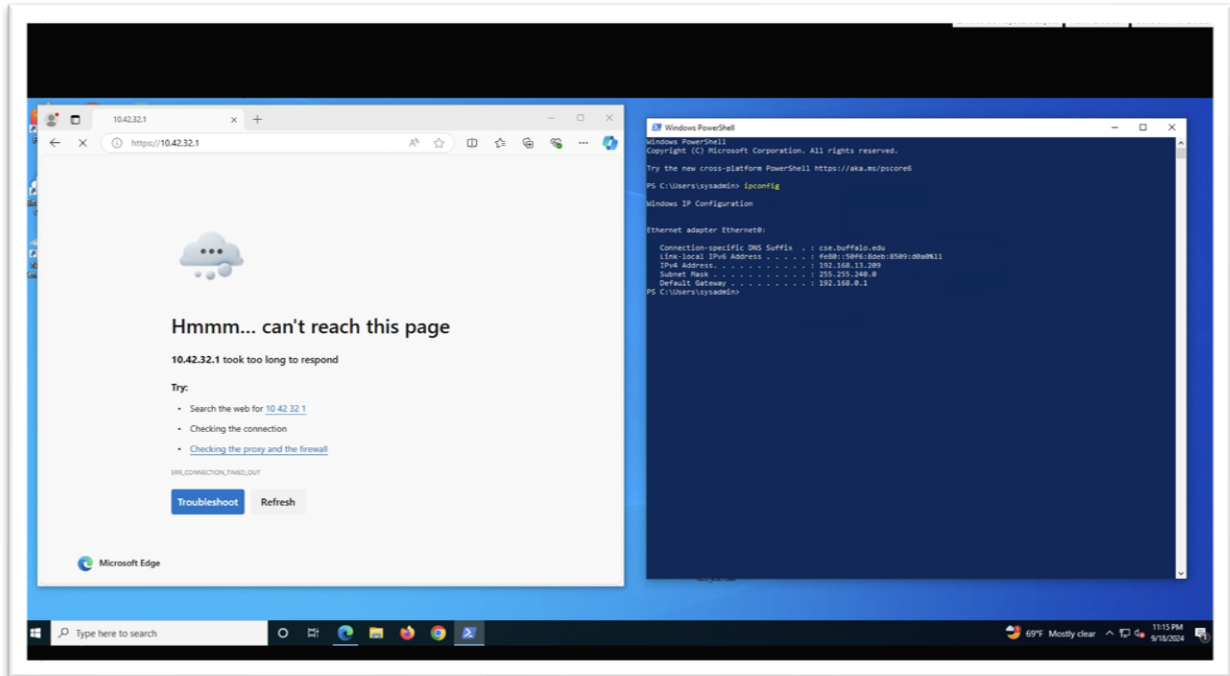 10.42.32.1
https://10.42.32.1
Hmmm... can't reach this page
10.42.32.1 took too long to respond
Try:
• Search the web for 10 42 32 1
• Checking the connection
• Checking the proxy and the firewall
ERR_CONNECTION_TIMED_OUT
Troubleshoot Refresh
Microsoft Edge
Windows PowerShell
Windows PowerShell
Copyright (C) Microsoft Corporation. All rights reserved.
Try the new cross-platform PowerShell https://aka.ms/pscore6
PS C:\Users\sysadmin> ipconfig
Windows IP Configuration
Ethernet adapter Ethernet0:
Connection-specific DNS Suffix . : cse.buffalo.edu
Link-local IPv6 Address . . . . . : fe80::50f6:8deb:8509:d0a0%11
IPv4 Address. . . . . . . . . . . : 192.168.13.209
Subnet Mask . . . . . . . . . . . : 255.255.240.0
Default Gateway . . . . . . . . . : 192.168.0.1
PS C:\Users\sysadmin>
Type here to search
69°F Mostly clear
11:15 PM
9/18/2024